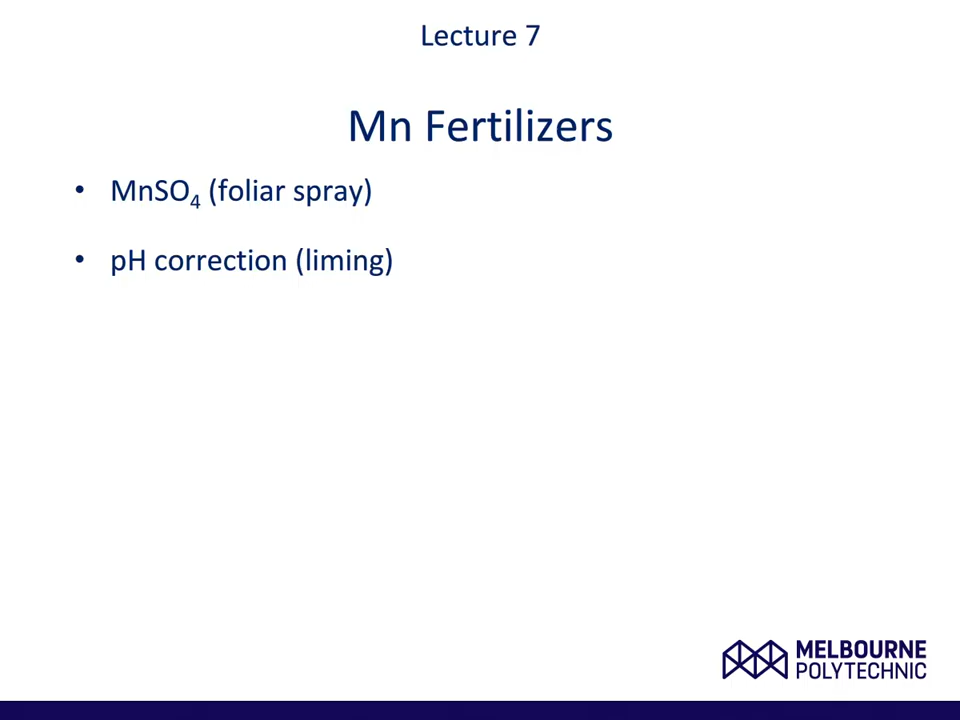 Lecture 7
Mn Fertilizers
• MnSO₄ (foliar spray)
• pH correction (liming)
MELBOURNE
POLYTECHNIC